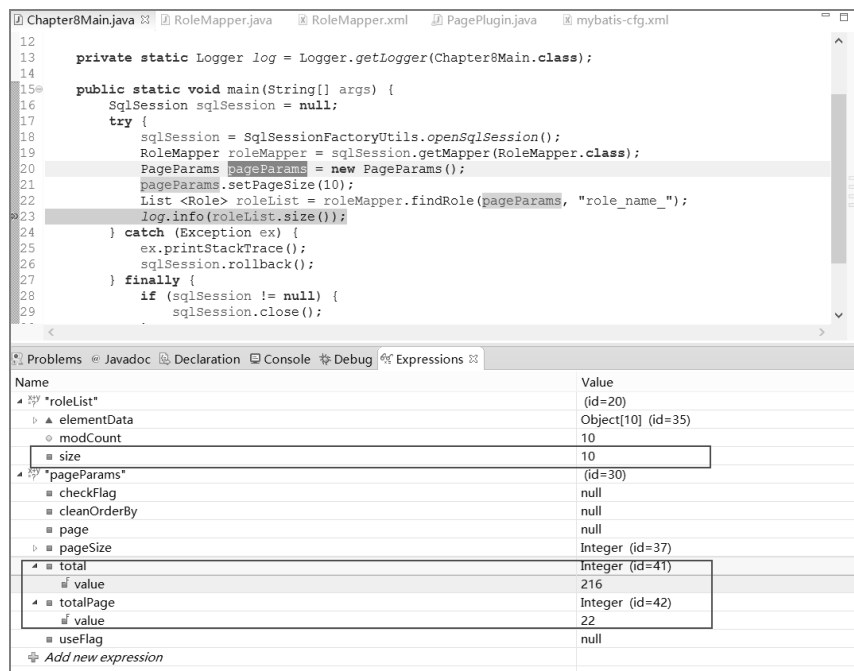 Chapter8Main.java RoleMapper.java RoleMapper.xml PagePlugin.java mybatis-cfg.xml
12
13 private static Logger log = Logger.getLogger(Chapter8Main.class);
14
15 public static void main(String[] args) {
16 SqlSession sqlSession = null;
17 try {
18 sqlSession = SqlSessionFactoryUtils.openSqlSession();
19 RoleMapper roleMapper = sqlSession.getMapper(RoleMapper.class);
20 PageParams pageParams = new PageParams();
21 pageParams.setPageSize(10);
22 List <Role> roleList = roleMapper.findRole(pageParams, "role_name_");
23 log.info(roleList.size());
24 } catch (Exception ex) {
25 ex.printStackTrace();
26 sqlSession.rollback();
27 } finally {
28 if (sqlSession != null) {
29 sqlSession.close();
Problems @ Javadoc Declaration Console Debug Expressions
Name Value
"roleList" (id=20)
elementData Object[10] (id=35)
modCount 10
size 10
"pageParams" (id=30)
checkFlag null
cleanOrderBy null
page null
pageSize Integer (id=37)
total Integer (id=41)
value 216
totalPage Integer (id=42)
value 22
useFlag null
Add new expression